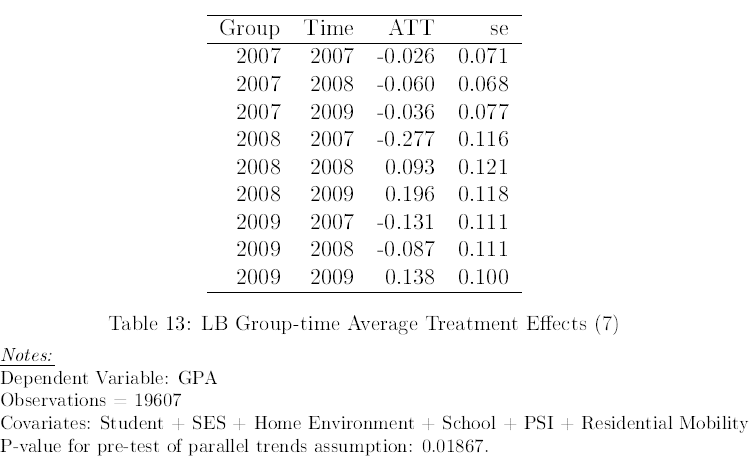 Group Time ATT se
2007 2007 -0.026 0.071
2007 2008 -0.060 0.068
2007 2009 -0.036 0.077
2008 2007 -0.277 0.116
2008 2008 0.093 0.121
2008 2009 0.196 0.118
2009 2007 -0.131 0.111
2009 2008 -0.087 0.111
2009 2009 0.138 0.100
Table 13: LB Group-time Average Treatment Effects (7)
Notes:
Dependent Variable: GPA
Observations = 19607
Covariates: Student + SES + Home Environment + School + PSI + Residential Mobility
P-value for pre-test of parallel trends assumption: 0.01867.